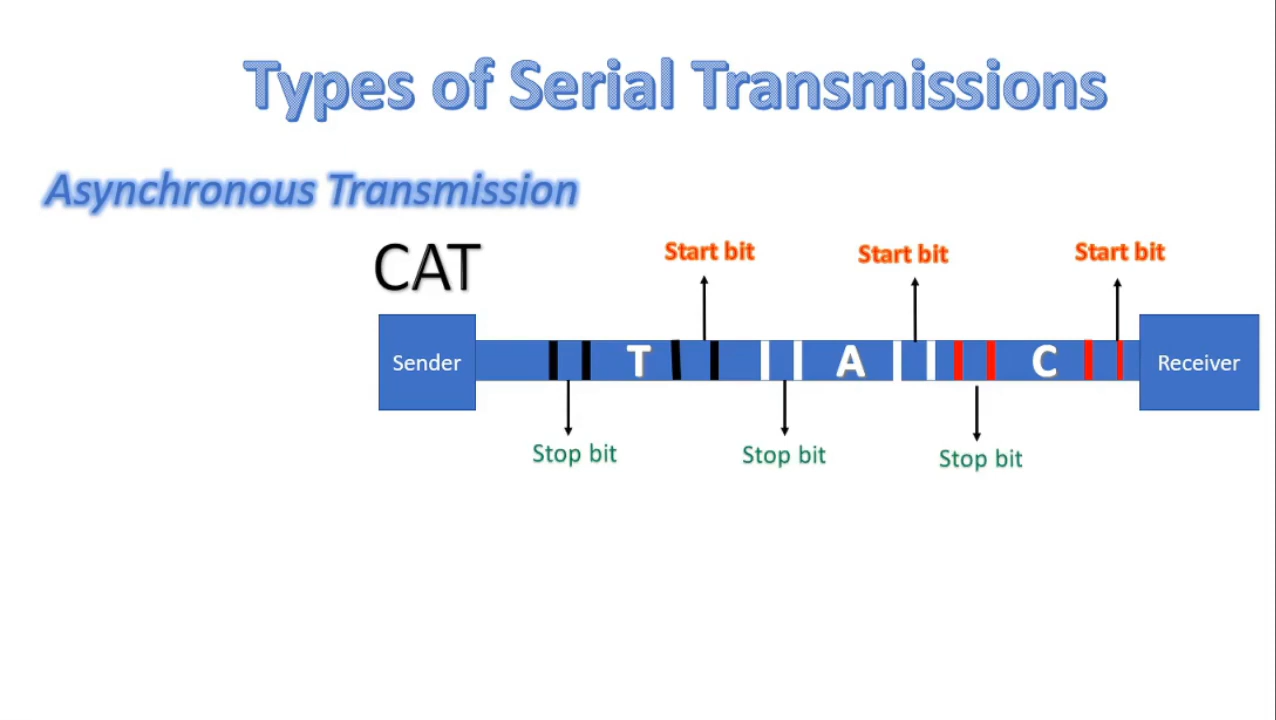 Types of Serial Transmissions
Asynchronous Transmission
CAT
Start bit Start bit Start bit
Sender T A C Receiver
Stop bit Stop bit Stop bit